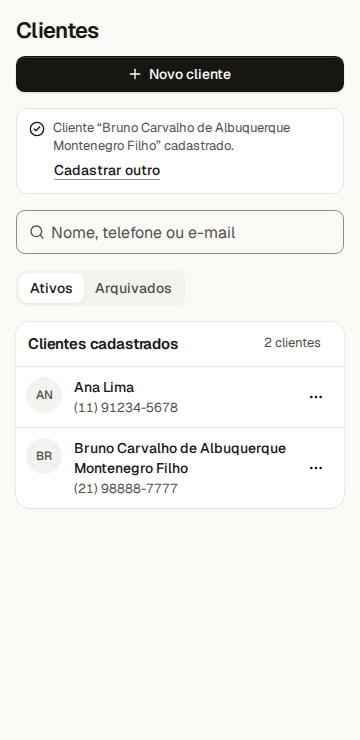 Clientes
Novo cliente
Cliente “Bruno Carvalho de Albuquerque
Montenegro Filho” cadastrado.
Cadastrar outro
Nome, telefone ou e-mail
Ativos Arquivados
Clientes cadastrados 2 clientes
AN Ana Lima
(11) 91234-5678
BR Bruno Carvalho de Albuquerque
Montenegro Filho
(21) 98888-7777